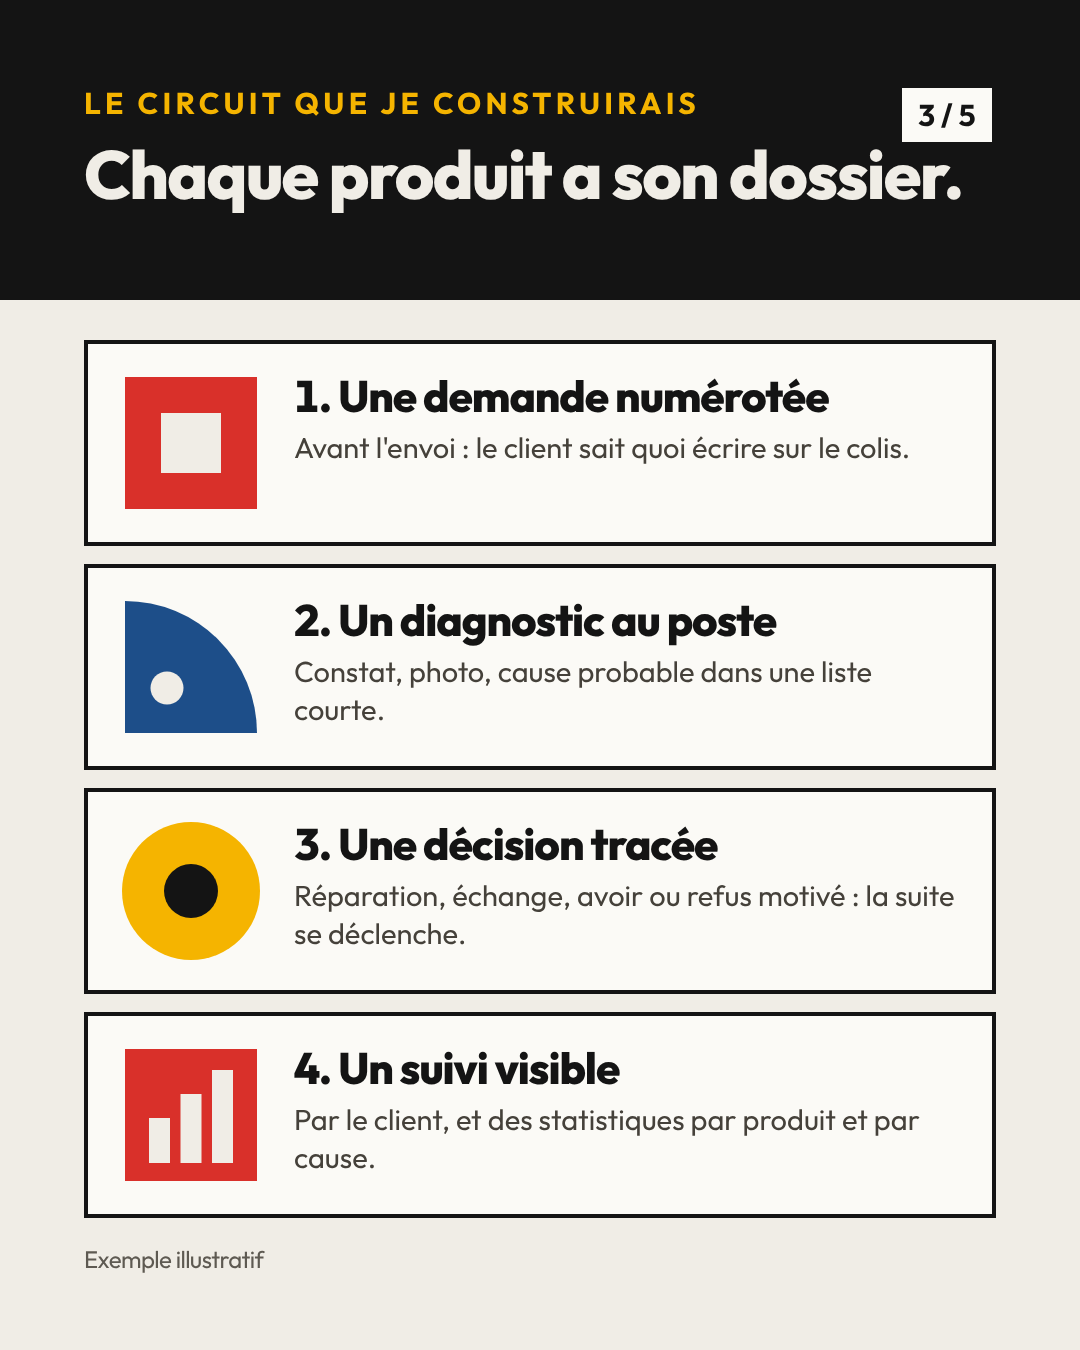 LE CIRCUIT QUE JE CONSTRUIRAIS
3 / 5
Chaque produit a son dossier.
1. Une demande numérotée
Avant l'envoi : le client sait quoi écrire sur le colis.
2. Un diagnostic au poste
Constat, photo, cause probable dans une liste
courte.
3. Une décision tracée
Réparation, échange, avoir ou refus motivé : la suite
se déclenche.
4. Un suivi visible
Par le client, et des statistiques par produit et par
cause.
Exemple illustratif